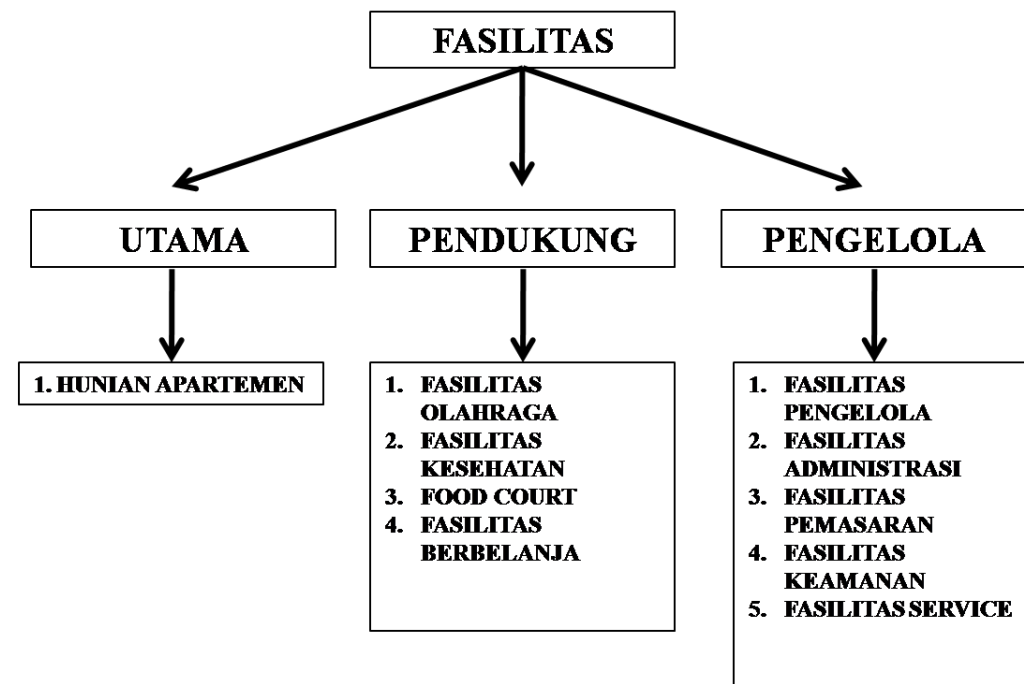 FASILITAS
UTAMA
PENDUKUNG
PENGELOLA
1. HUNIAN APARTEMEN
1. FASILITAS
OLAHRAGA
2. FASILITAS
KESEHATAN
3. FOOD COURT
4. FASILITAS
BERBELANJA
1. FASILITAS
PENGELOLA
2. FASILITAS
ADMINISTRASI
3. FASILITAS
PEMASARAN
4. FASILITAS
KEAMANAN
5. FASILITAS SERVICE